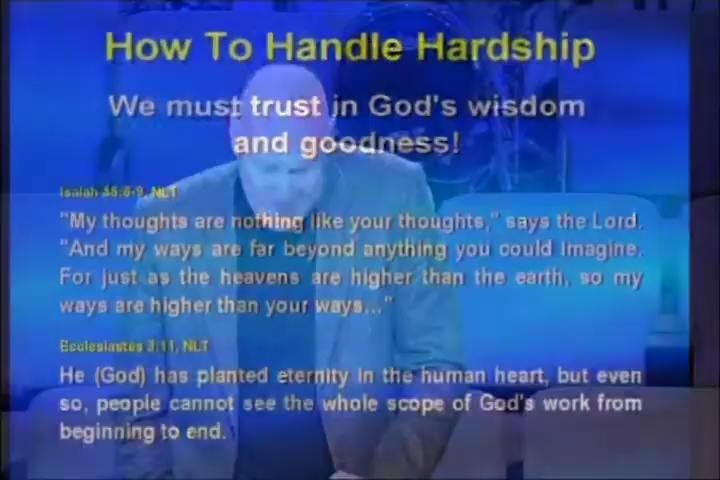 How To Handle Hardship
We must trust in God's wisdom
and goodness!
Isaiah 55:8-9, NLT
"My thoughts are nothing like your thoughts," says the Lord.
"And my ways are far beyond anything you could imagine.
For just as the heavens are higher than the earth, so my
ways are higher than your ways..."
Ecclesiastes 3:11, NLT
He (God) has planted eternity in the human heart, but even
so, people cannot see the whole scope of God's work from
beginning to end.